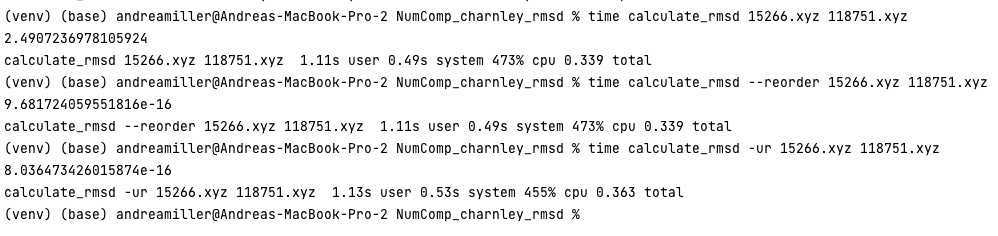 (venv) (base) andreamiller@Andreas-MacBook-Pro-2 NumComp_charnley_rmsd % time calculate_rmsd 15266.xyz 118751.xyz
2.4907236978105924
calculate_rmsd 15266.xyz 118751.xyz  1.11s user 0.49s system 473% cpu 0.339 total
(venv) (base) andreamiller@Andreas-MacBook-Pro-2 NumComp_charnley_rmsd % time calculate_rmsd --reorder 15266.xyz 118751.xyz
9.681724059551816e-16
calculate_rmsd --reorder 15266.xyz 118751.xyz  1.11s user 0.49s system 473% cpu 0.339 total
(venv) (base) andreamiller@Andreas-MacBook-Pro-2 NumComp_charnley_rmsd % time calculate_rmsd -ur 15266.xyz 118751.xyz
8.036473426015874e-16
calculate_rmsd -ur 15266.xyz 118751.xyz  1.13s user 0.53s system 455% cpu 0.363 total
(venv) (base) andreamiller@Andreas-MacBook-Pro-2 NumComp_charnley_rmsd %